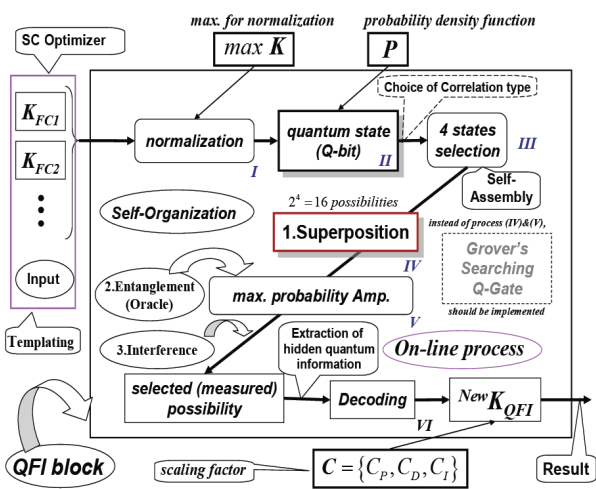 max. for normalization
probability density function
SC Optimizer
max K
P
Choice of Correlation type
K_FC1
normalization
quantum state
(Q-bit)
4 states
selection
I
II
III
K_FC2
Self-
Assembly
2^4 = 16 possibilities
Self-Organization
1.Superposition
instead of process (IV)&(V),
Grover's
Searching
Q-Gate
IV
Input
2.Entanglement
(Oracle)
max. probability Amp.
should be implemented
V
Templating
3.Interference
Extraction of
hidden quantum
information
On-line process
selected (measured)
possibility
Decoding
New K_QFI
VI
QFI block
scaling factor
C = {C_P, C_D, C_I}
Result